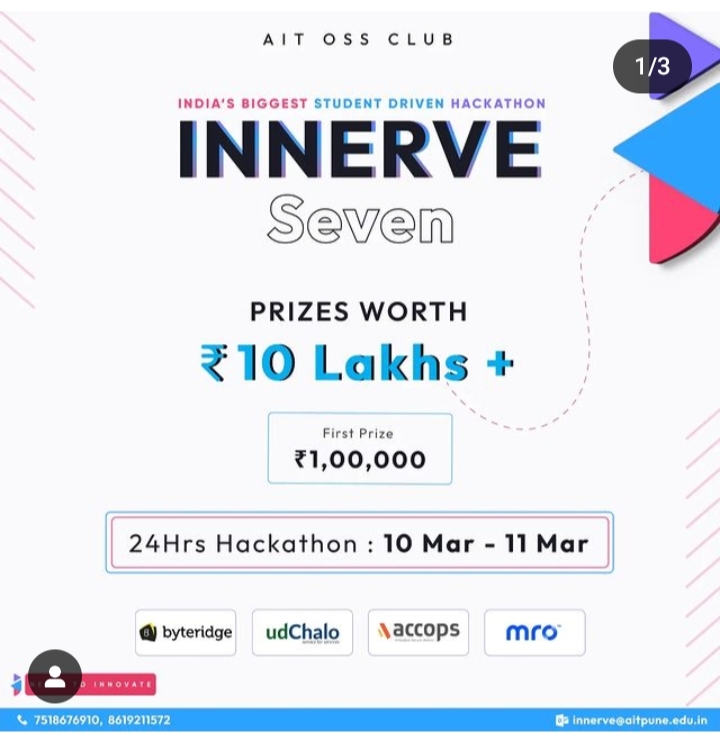 AIT OSS CLUB
1/3
INDIA'S BIGGEST STUDENT DRIVEN HACKATHON
INNERVE
Seven
PRIZES WORTH
₹10 Lakhs +
First Prize
₹1,00,000
24Hrs Hackathon : 10 Mar - 11 Mar
byteridge
udChalo
accops
mro
TO INNOVATE
7518676910, 8619211572
innerve@aitpune.edu.in